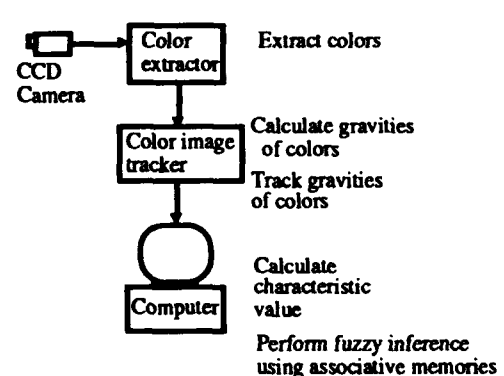 Color
extractor
Extract colors
CCD
Camera
Color image
tracker
Calculate gravities
of colors
Track gravities
of colors
Computer
Calculate
characteristic
value
Perform fuzzy inference
using associative memories